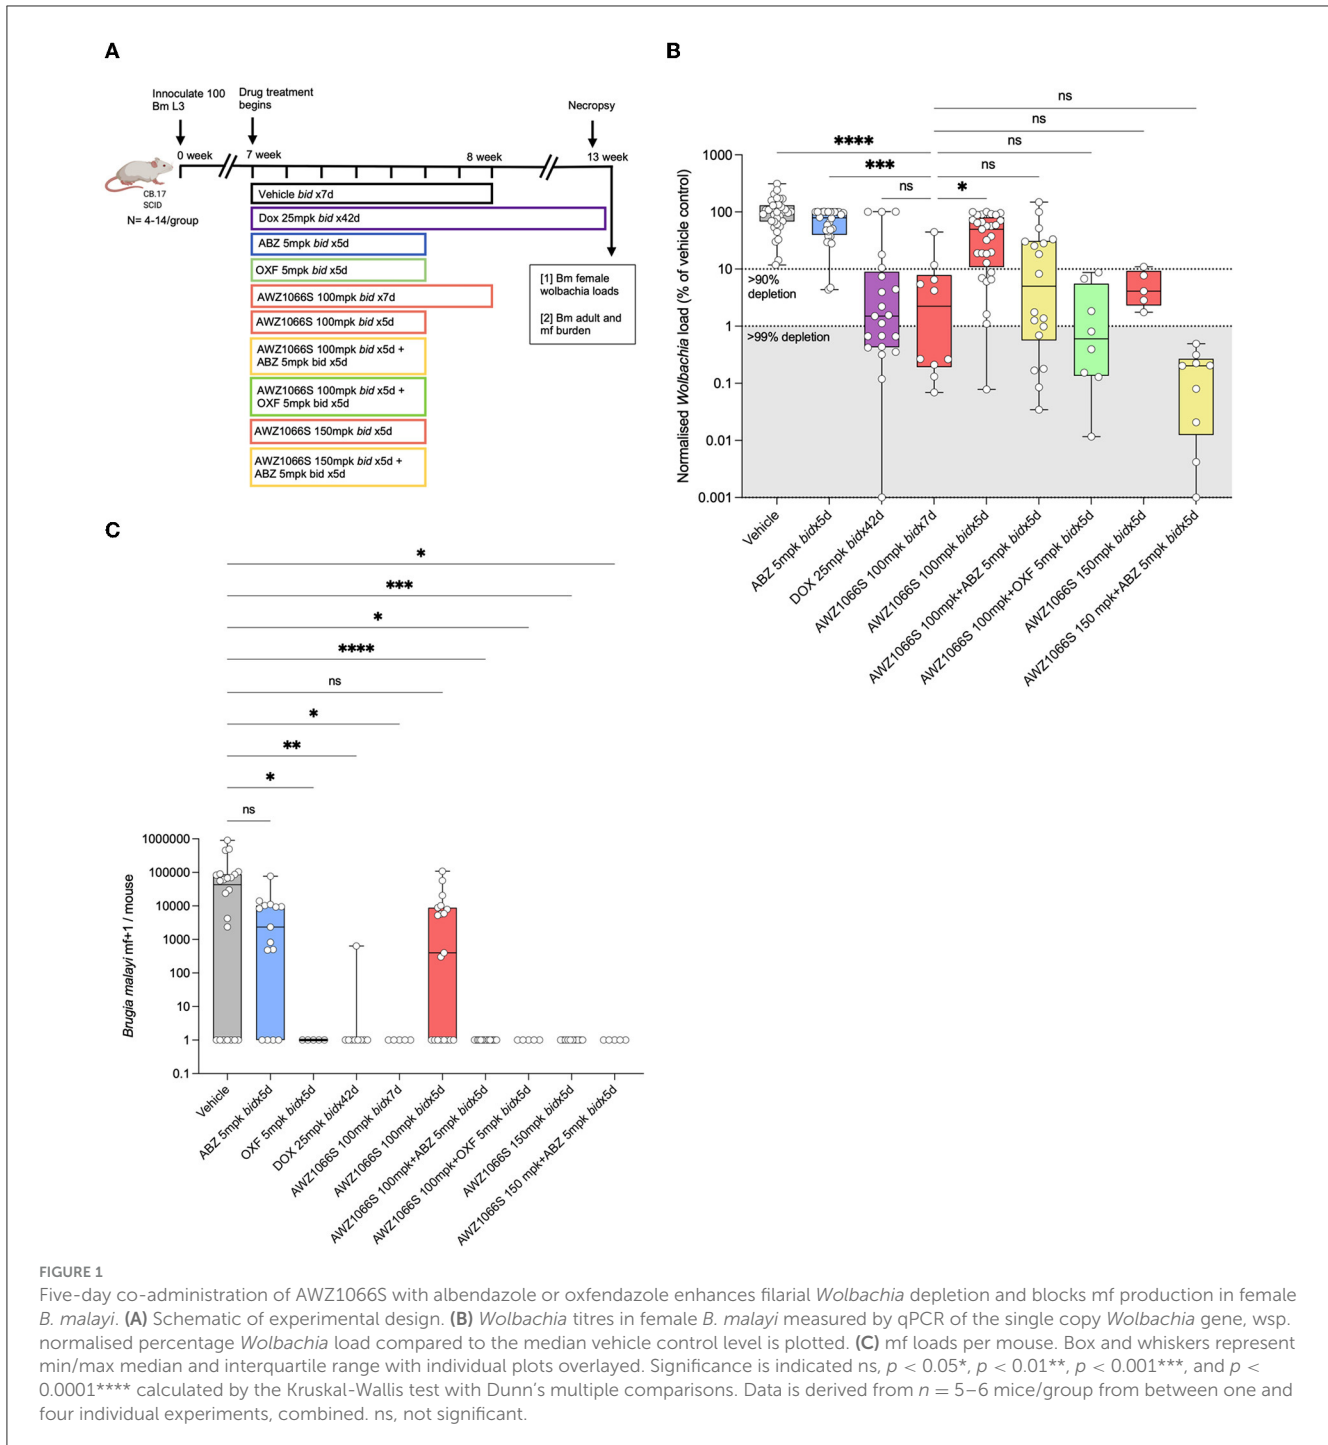 A
Innoculate 100
Bm L3
Drug treatment
begins
Necropsy
0 week
7 week
8 week
13 week
CB.17
SCID
N= 4-14/group
Vehicle bid x7d
Dox 25mpk bid x42d
ABZ 5mpk bid x5d
OXF 5mpk bid x5d
AWZ1066S 100mpk bid x7d
AWZ1066S 100mpk bid x5d
AWZ1066S 100mpk bid x5d +
ABZ 5mpk bid x5d
AWZ1066S 100mpk bid x5d +
OXF 5mpk bid x5d
AWZ1066S 150mpk bid x5d
AWZ1066S 150mpk bid x5d +
ABZ 5mpk bid x5d
[1] Bm female
wolbachia loads
[2] Bm adult and
mf burden
B
ns
ns
**** ns
*** ns
ns *
Normalised Wolbachia load (% of vehicle control)
1000
100
10
1
0.1
0.01
0.001
>90%
depletion
>99% depletion
Vehicle
ABZ 5mpk bidx5d
DOX 25mpk bidx42d
AWZ1066S 100mpk bidx7d
AWZ1066S 100mpk bidx5d
AWZ1066S 100mpk+ABZ 5mpk bidx5d
AWZ1066S 100mpk+OXF 5mpk bidx5d
AWZ1066S 150mpk bidx5d
AWZ1066S 150 mpk+ABZ 5mpk bidx5d
C
*
***
*
****
ns
*
**
*
ns
Brugia malayi mf+1 / mouse
1000000
100000
10000
1000
100
10
1
0.1
Vehicle
ABZ 5mpk bidx5d
OXF 5mpk bidx5d
DOX 25mpk bidx42d
AWZ1066S 100mpk bidx7d
AWZ1066S 100mpk bidx5d
AWZ1066S 100mpk+ABZ 5mpk bidx5d
AWZ1066S 100mpk+OXF 5mpk bidx5d
AWZ1066S 150mpk bidx5d
AWZ1066S 150 mpk+ABZ 5mpk bidx5d
FIGURE 1
Five-day co-administration of AWZ1066S with albendazole or oxfendazole enhances filarial Wolbachia depletion and blocks mf production in female
B. malayi. (A) Schematic of experimental design. (B) Wolbachia titres in female B. malayi measured by qPCR of the single copy Wolbachia gene, wsp.
normalised percentage Wolbachia load compared to the median vehicle control level is plotted. (C) mf loads per mouse. Box and whiskers represent
min/max median and interquartile range with individual plots overlayed. Significance is indicated ns, p < 0.05*, p < 0.01**, p < 0.001***, and p <
0.0001**** calculated by the Kruskal-Wallis test with Dunn's multiple comparisons. Data is derived from n = 5–6 mice/group from between one and
four individual experiments, combined. ns, not significant.